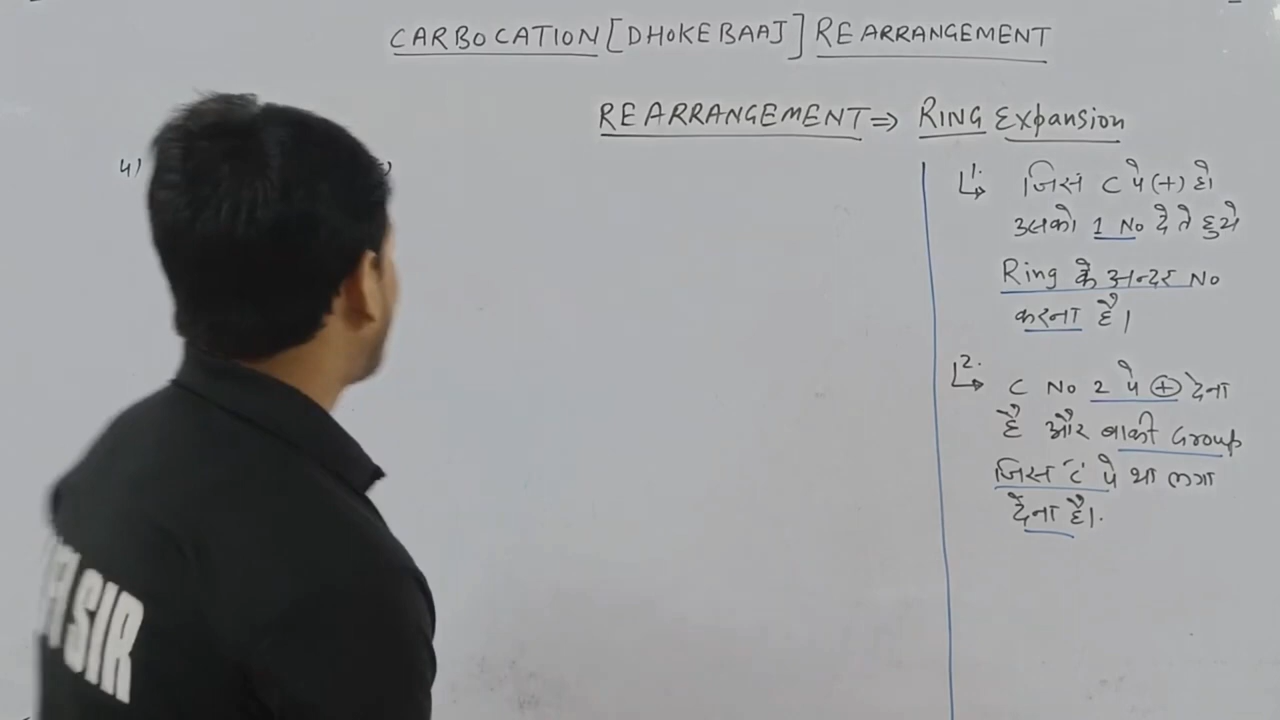 CARBOCATION [DHOKEBAAJ] REARRANGEMENT
REARRANGEMENT ⇒ RING Expansion
4)
1. जिस C पे (+) हो
उसको 1 No देते हुये
Ring के अन्दर No
करना है।
2. C No 2 पे ⊕ देना
है और बाकी Group
जिस 'C' पे था लगा
देना है।
SIR